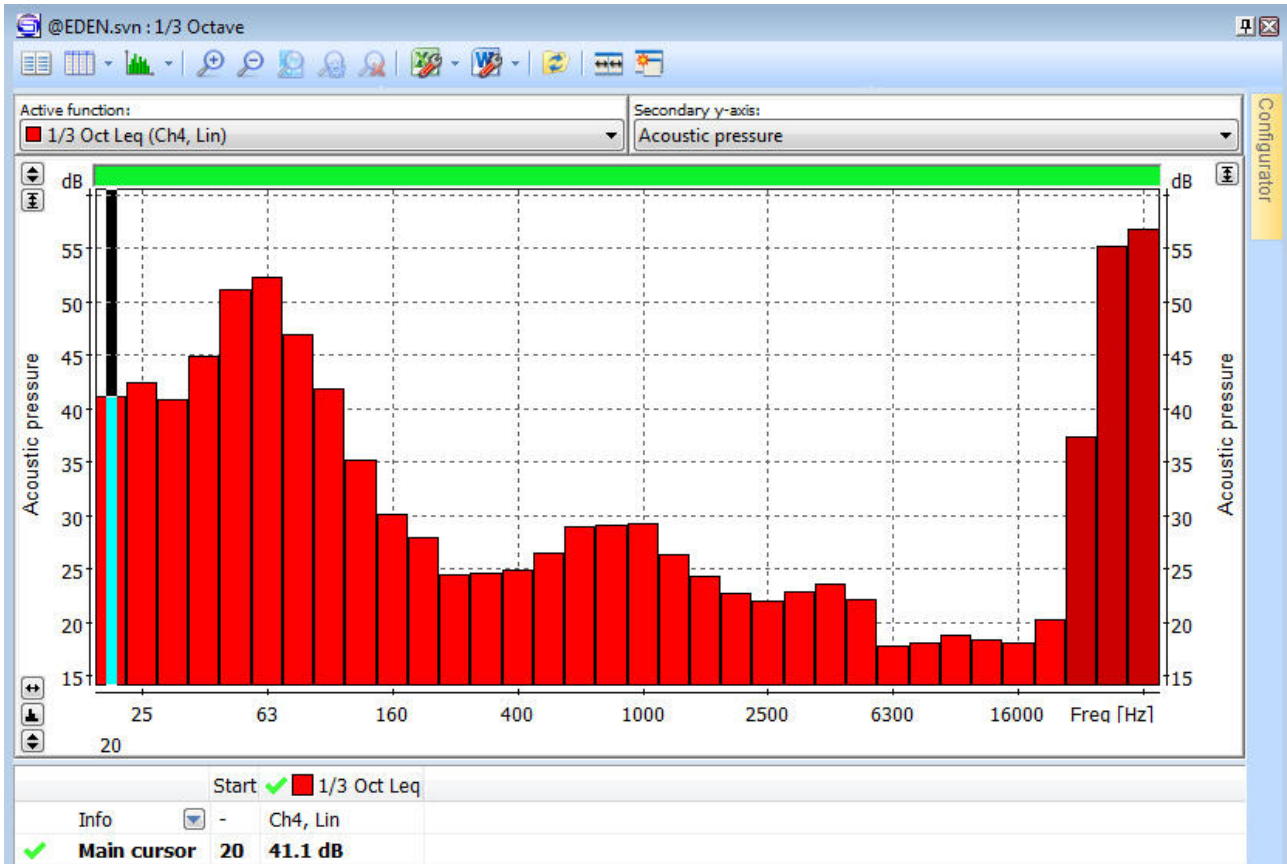 @EDEN.svn : 1/3 Octave
Active function:
Secondary y-axis:
1/3 Oct Leq (Ch4, Lin)
Acoustic pressure
Configurator
dB
dB
55
55
50
50
45
45
40
40
35
35
30
30
25
25
20
20
15
15
Acoustic pressure
Acoustic pressure
25 63 160 400 1000 2500 6300 16000 Freq [Hz]
20
Start 1/3 Oct Leq
Info - Ch4, Lin
Main cursor 20 41.1 dB